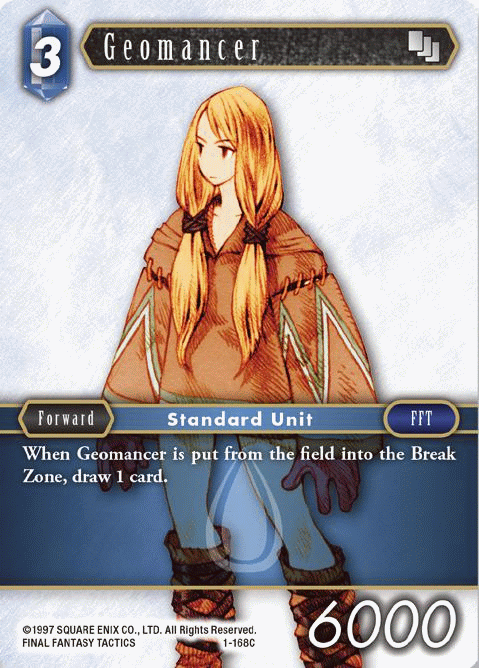 3
Geomancer
Forward
Standard Unit
FFT
When Geomancer is put from the field into the Break
Zone, draw 1 card.
©1997 SQUARE ENIX CO., LTD. All Rights Reserved.
FINAL FANTASY TACTICS
1-168C
6000